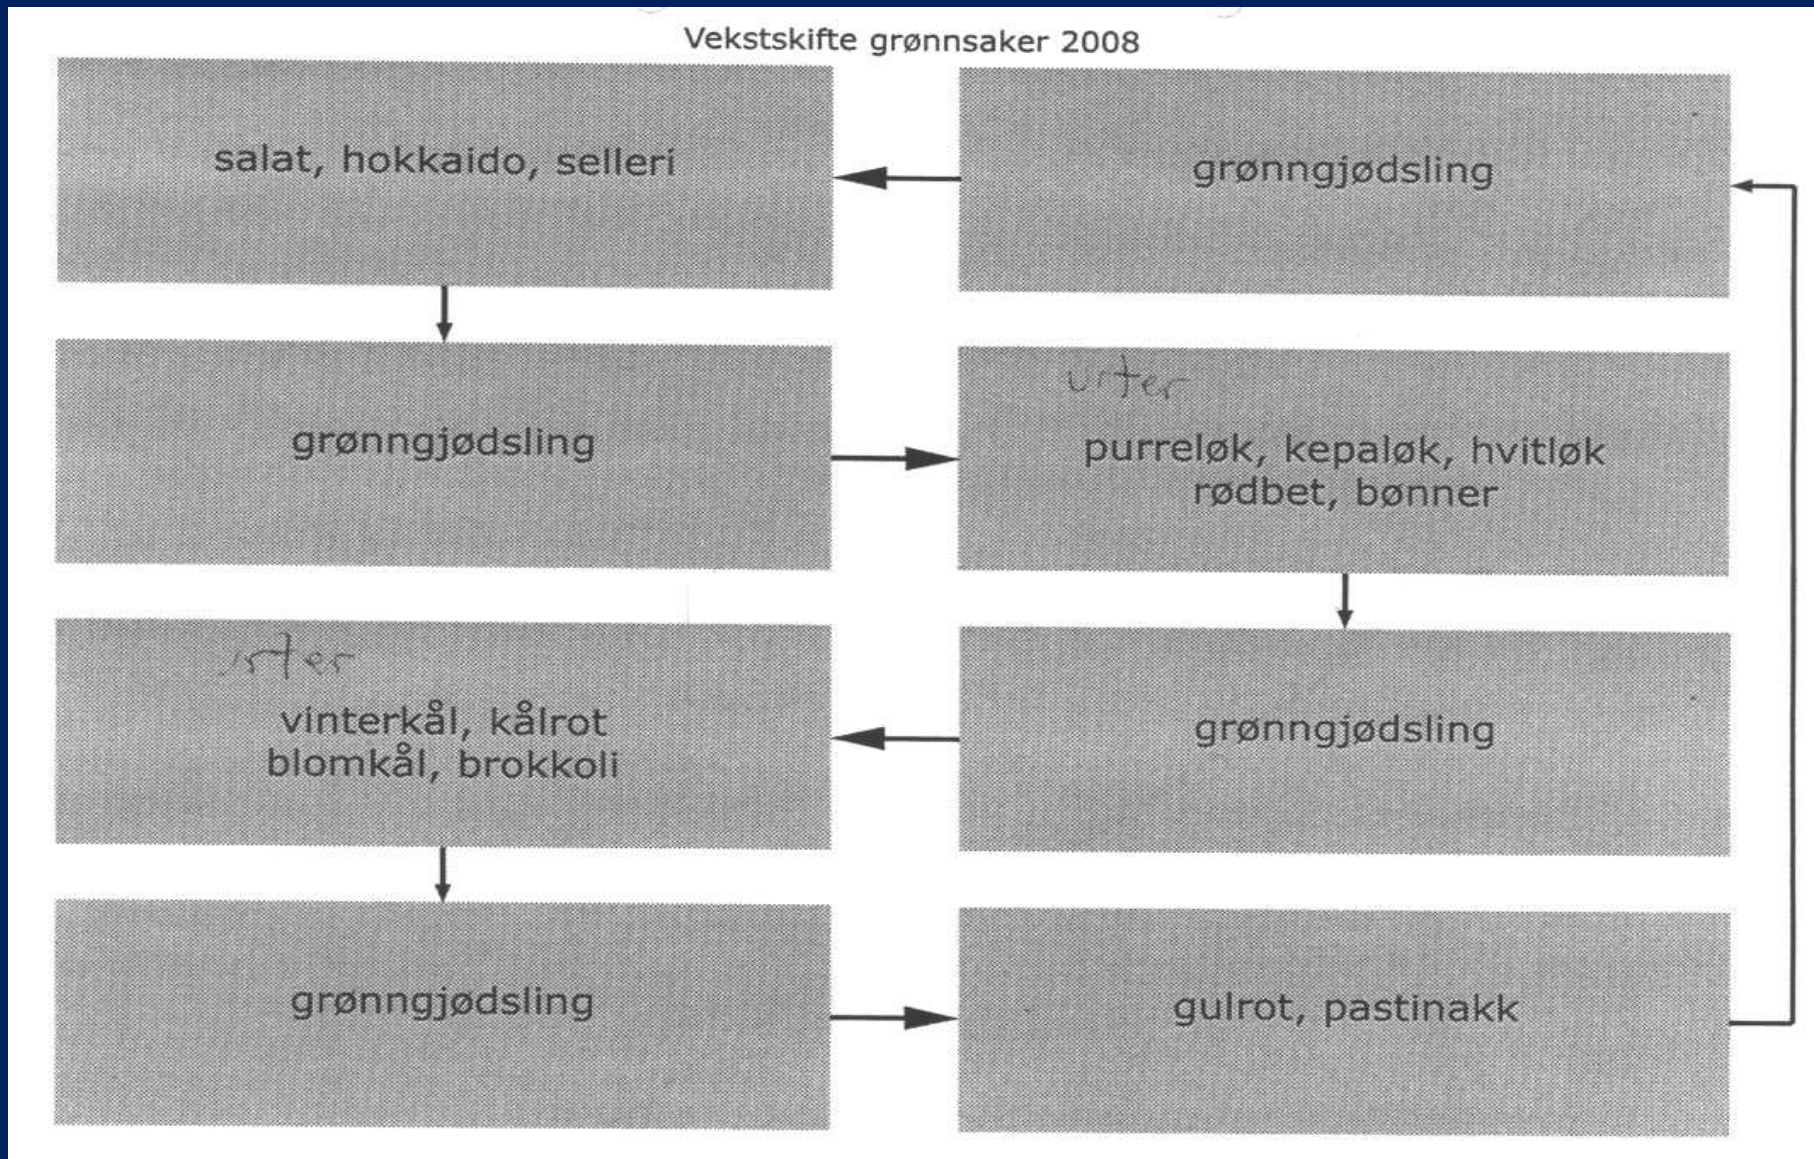 Vekstskifte grønnsaker 2008
salat, hokkaido, selleri
grønngjødsling
grønngjødsling
urter
purreløk, kepaløk, hvitløk
rødbet, bønner
urter
vinterkål, kålrot
blomkål, brokkoli
grønngjødsling
grønngjødsling
gulrot, pastinakk